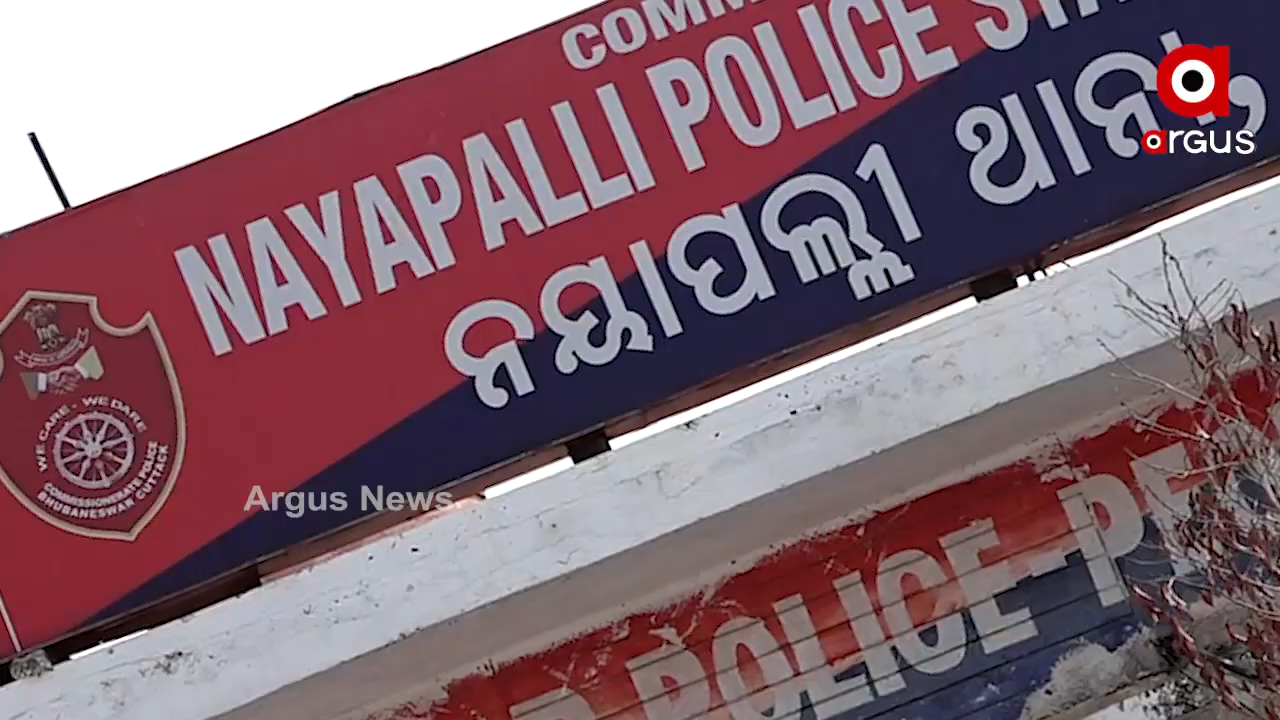 NAYAPALLI POLICE
ନୟାପଲ୍ଲୀ ଥାନା
WE CARE - WE DARE
COMMISSIONERATE POLICE
BHUBANESWAR CUTTACK
POLICE
argus
Argus News.